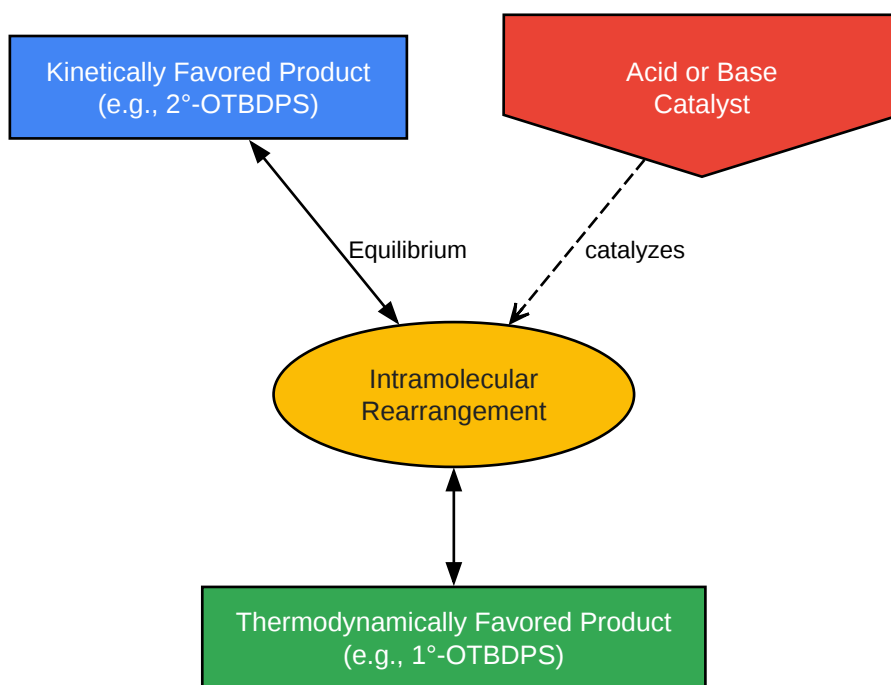 Kinetically Favored Product
(e.g., 2°-OTBDPS)
Acid or Base
Catalyst
Equilibrium
catalyzes
Intramolecular
Rearrangement
Thermodynamically Favored Product
(e.g., 1°-OTBDPS)